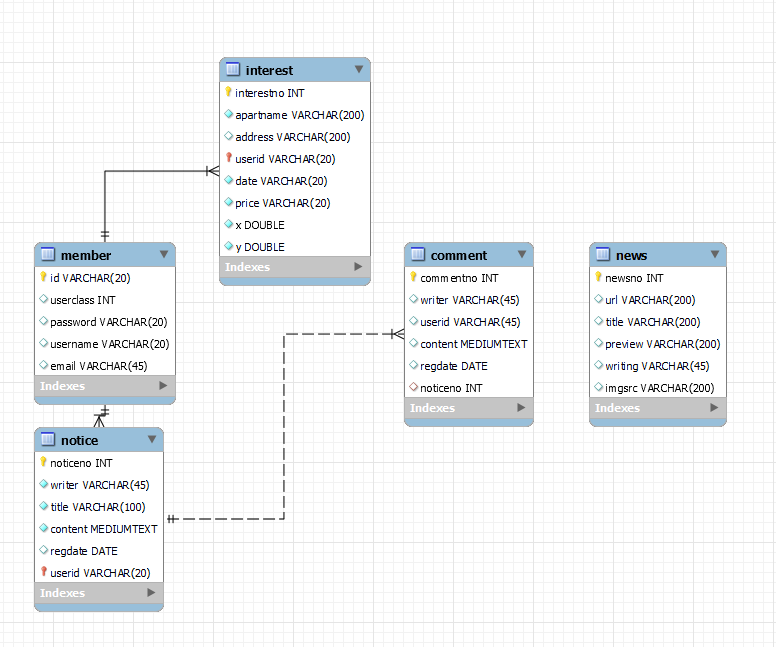 interest
interestno INT
apartname VARCHAR(200)
address VARCHAR(200)
userid VARCHAR(20)
date VARCHAR(20)
price VARCHAR(20)
x DOUBLE
y DOUBLE
Indexes
member
id VARCHAR(20)
userclass INT
password VARCHAR(20)
username VARCHAR(20)
email VARCHAR(45)
Indexes
comment
commentno INT
writer VARCHAR(45)
userid VARCHAR(45)
content MEDIUMTEXT
regdate DATE
noticeno INT
Indexes
news
newsno INT
url VARCHAR(200)
title VARCHAR(200)
preview VARCHAR(200)
writing VARCHAR(45)
imgsrc VARCHAR(200)
Indexes
notice
noticeno INT
writer VARCHAR(45)
title VARCHAR(100)
content MEDIUMTEXT
regdate DATE
userid VARCHAR(20)
Indexes